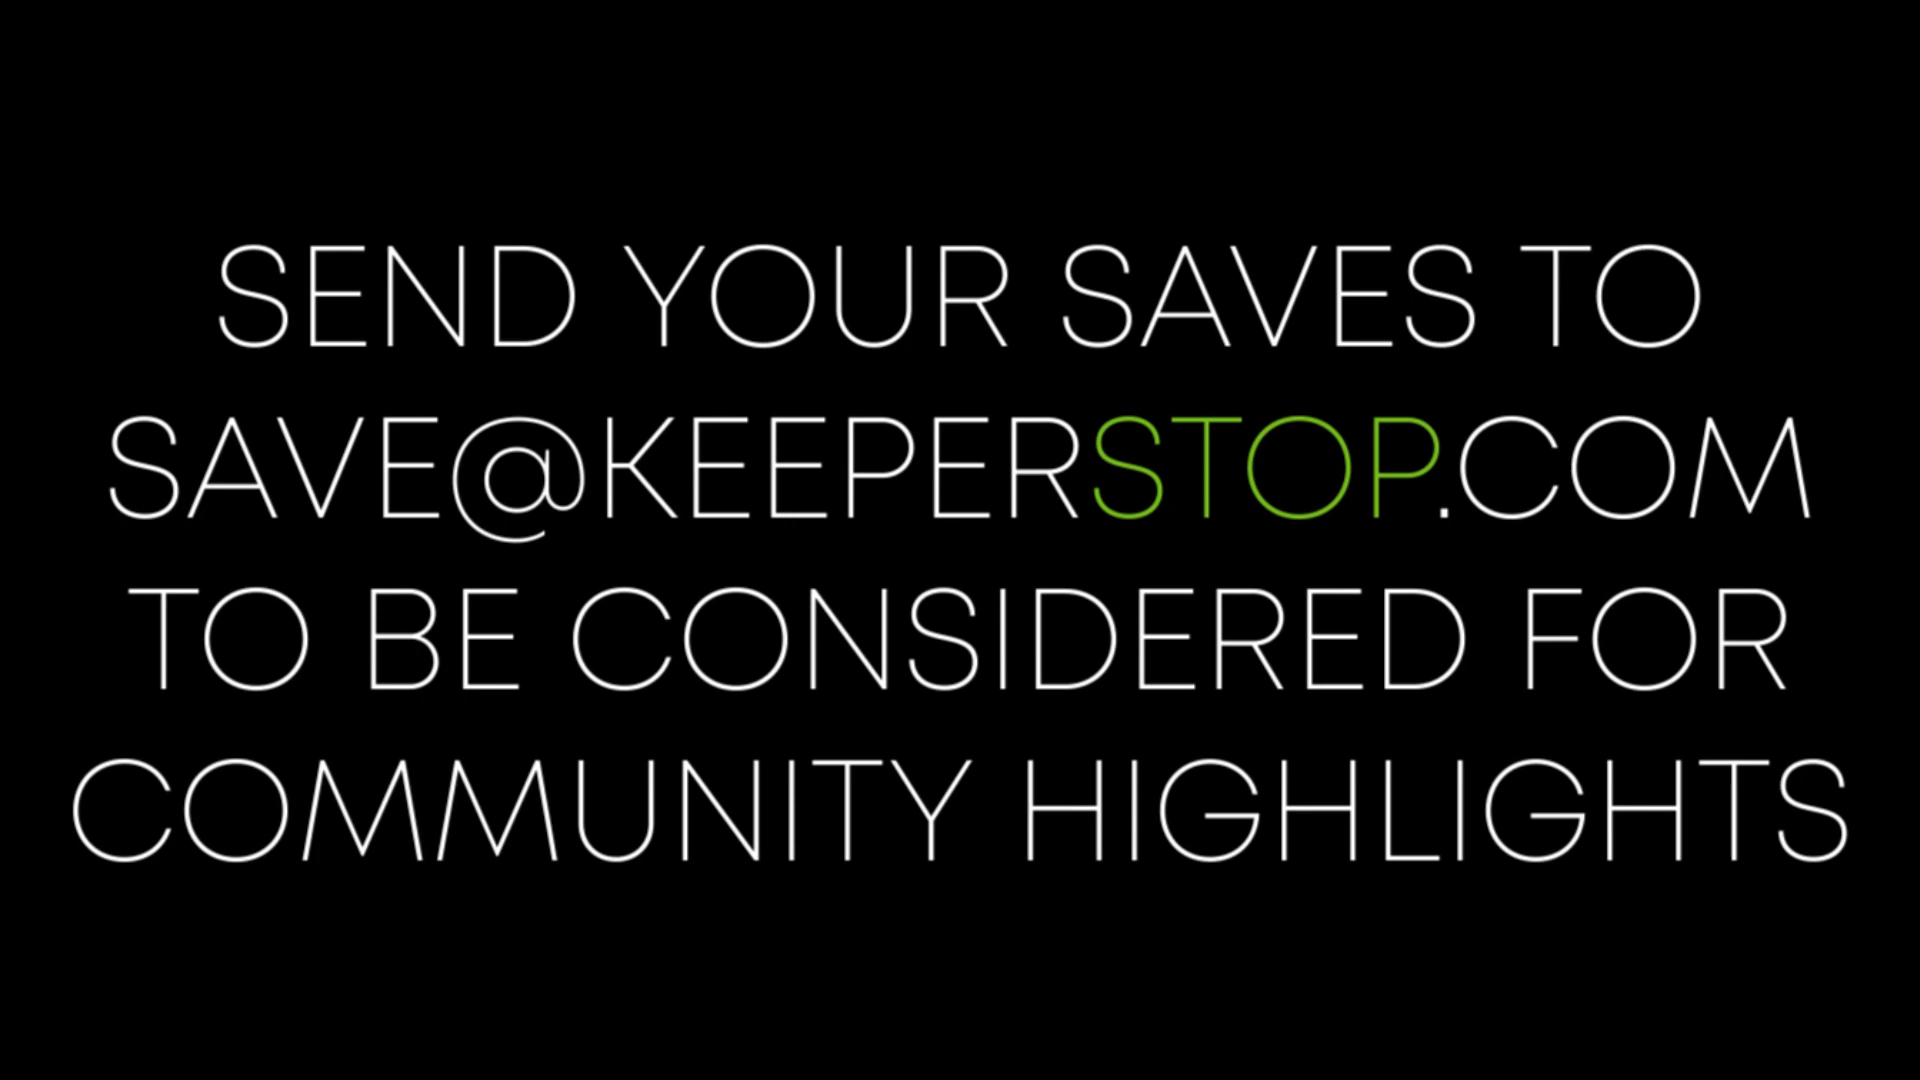 SEND YOUR SAVES TO
SAVE@KEEPERSTOP.COM
TO BE CONSIDERED FOR
COMMUNITY HIGHLIGHTS